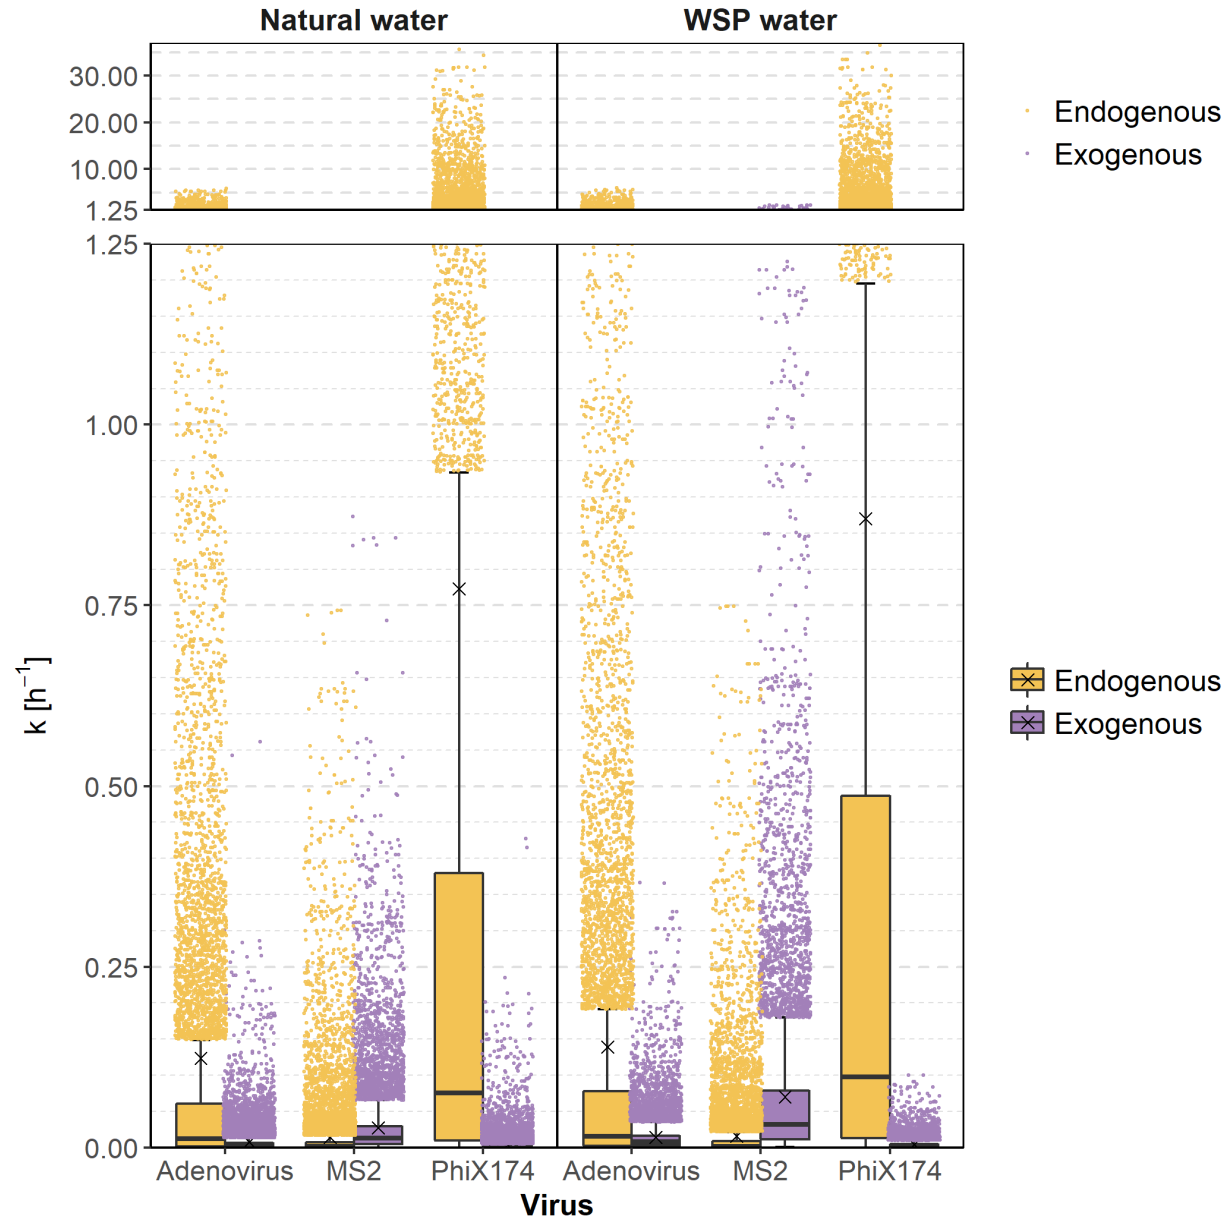 Natural water WSP water
30.00
20.00
10.00
1.25
Endogenous
Exogenous
1.25
1.00
0.75
0.50
0.25
0.00
k [h⁻¹]
Endogenous
Exogenous
Adenovirus MS2 PhiX174 Adenovirus MS2 PhiX174
Virus